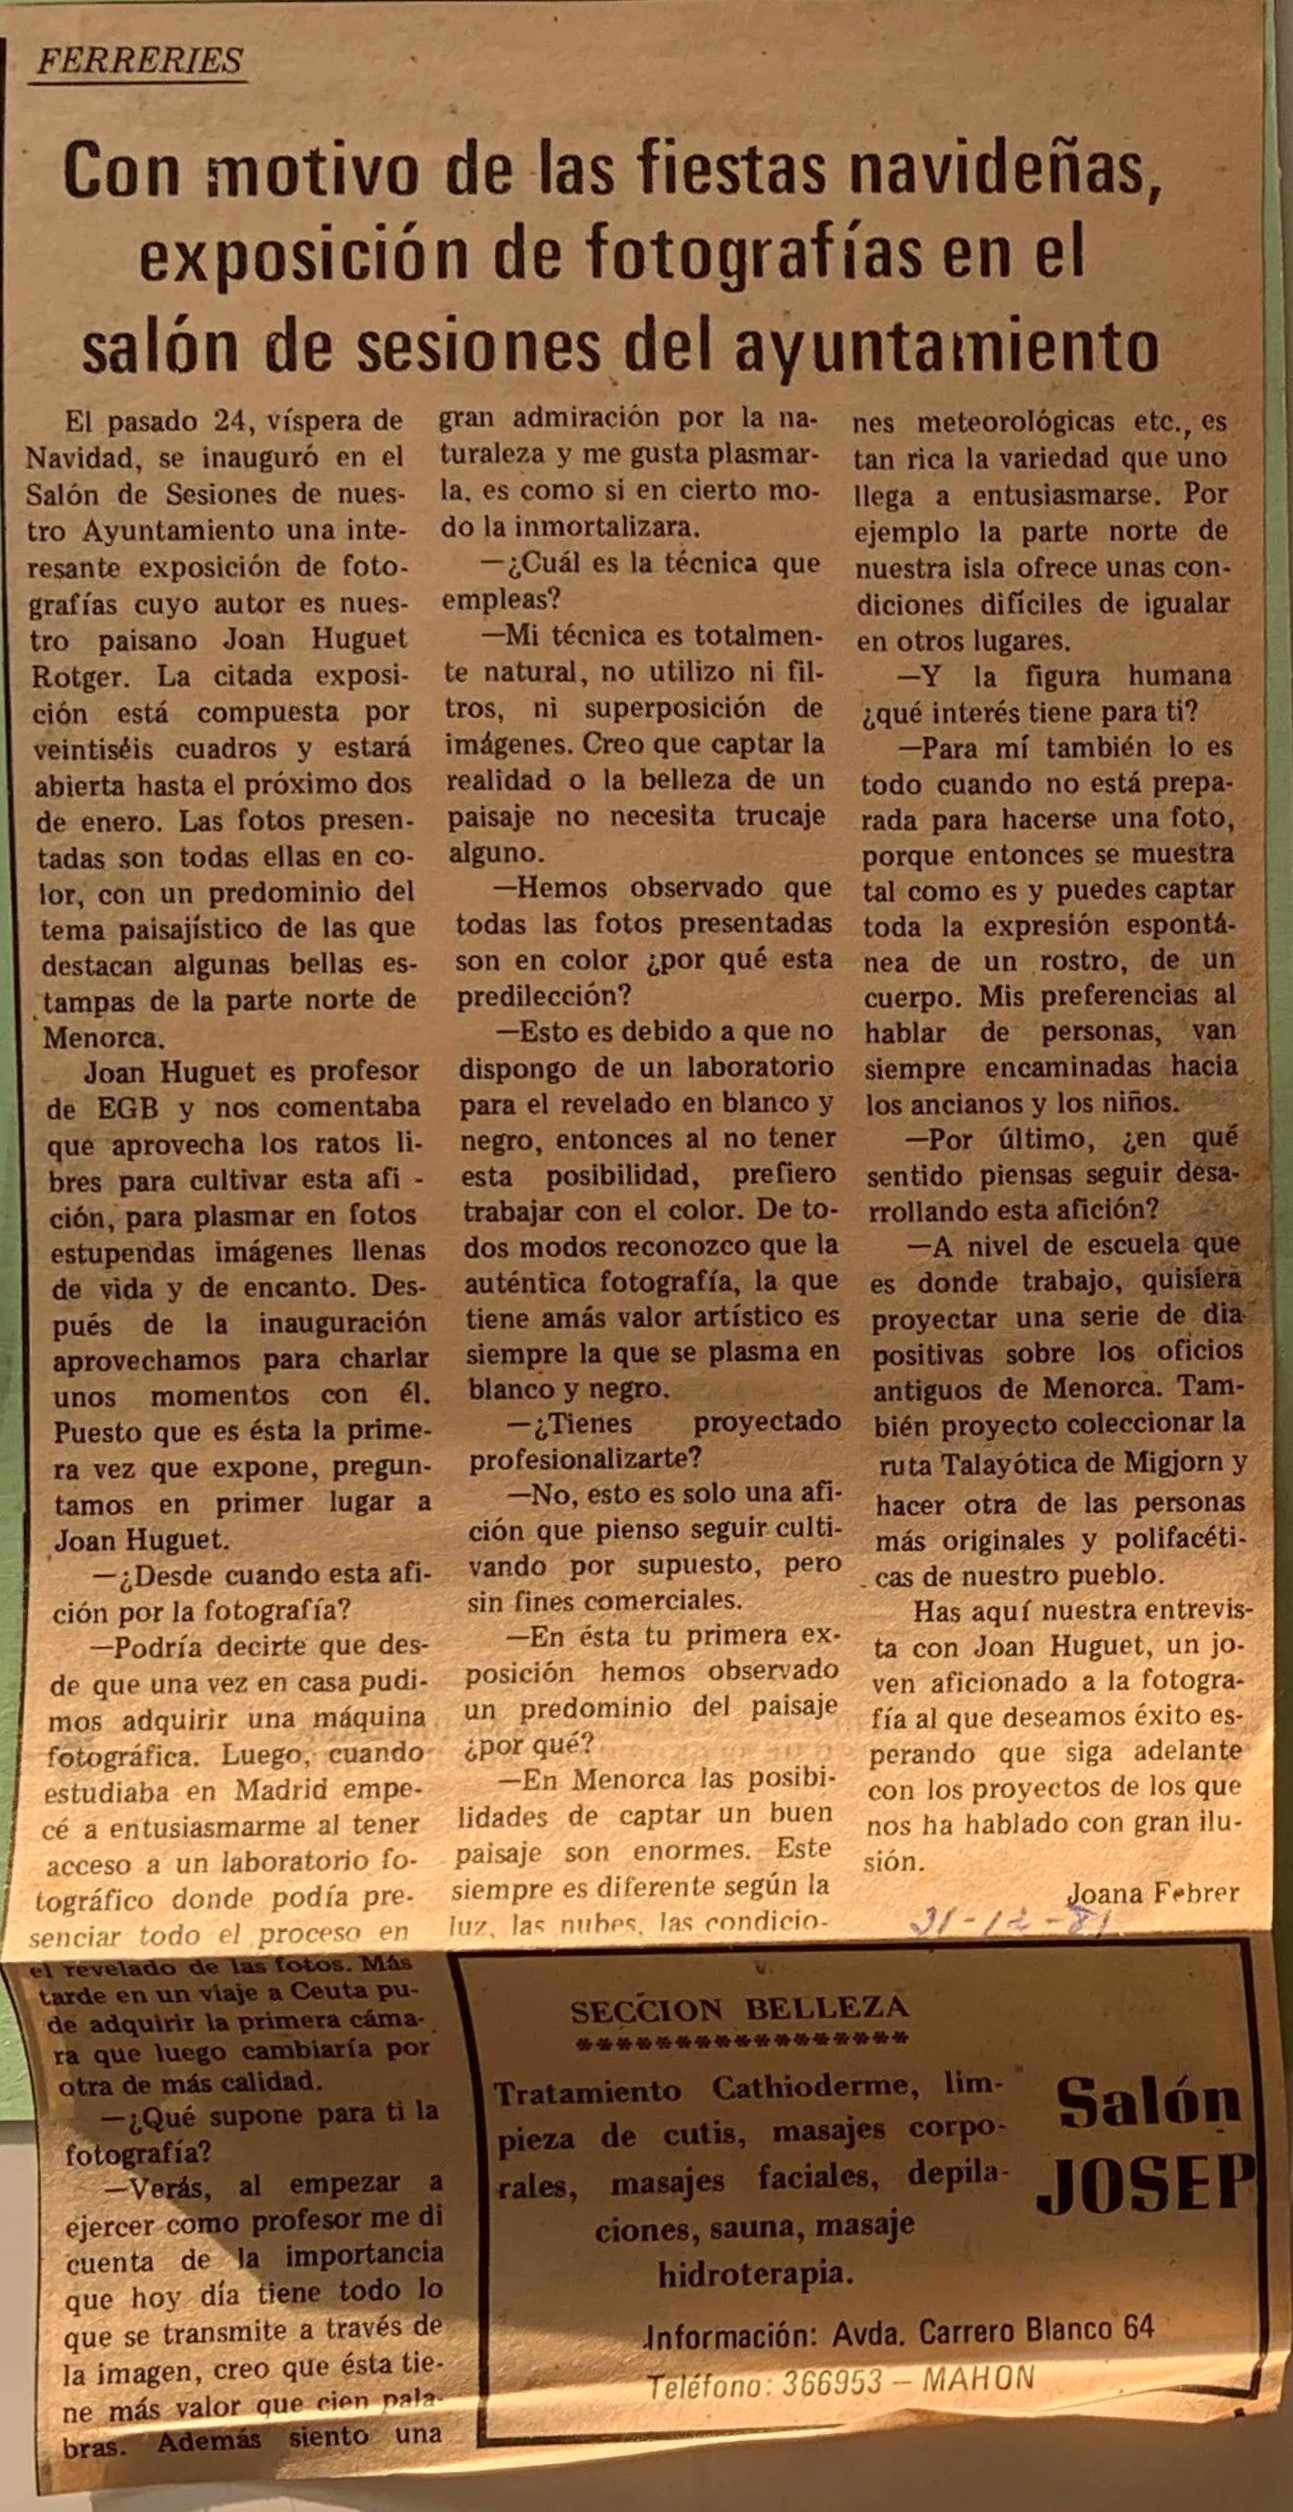 FERRERIES
Con motivo de las fiestas navideñas,
exposición de fotografías en el
salón de sesiones del ayuntamiento
El pasado 24, víspera de
Navidad, se inauguró en el
Salón de Sesiones de nues-
tro Ayuntamiento una inte-
resante exposición de foto-
grafías cuyo autor es nues-
tro paisano Joan Huguet
Rotger. La citada exposi-
ción está compuesta por
veintiséis cuadros y estará
abierta hasta el próximo dos
de enero. Las fotos presen-
tadas son todas ellas en co-
lor, con un predominio del
tema paisajístico de las que
destacan algunas bellas es-
tampas de la parte norte de
Menorca.
Joan Huguet es profesor
de EGB y nos comentaba
que aprovecha los ratos li-
bres para cultivar esta afi -
ción, para plasmar en fotos
estupendas imágenes llenas
de vida y de encanto. Des-
pués de la inauguración
aprovechamos para charlar
unos momentos con él.
Puesto que es ésta la prime-
ra vez que expone, pregun-
tamos en primer lugar a
Joan Huguet.
—¿Desde cuando esta afi-
ción por la fotografía?
—Podría decirte que des-
de que una vez en casa pudi-
mos adquirir una máquina
fotográfica. Luego, cuando
estudiaba en Madrid empe-
cé a entusiasmarme al tener
acceso a un laboratorio fo-
tográfico donde podía pre-
senciar todo el proceso en
el revelado de las fotos. Más
tarde en un viaje a Ceuta pu-
de adquirir la primera cáma-
ra que luego cambiaría por
otra de más calidad.
—¿Qué supone para ti la
fotografía?
—Verás, al empezar a
ejercer como profesor me di
cuenta de la importancia
que hoy día tiene todo lo
que se transmite a través de
la imagen, creo que ésta tie-
ne más valor que cien pala-
bras. Además siento una
gran admiración por la na-
turaleza y me gusta plasmar-
la, es como si en cierto mo-
do la inmortalizara.
—¿Cuál es la técnica que
empleas?
—Mi técnica es totalmen-
te natural, no utilizo ni fil-
tros, ni superposición de
imágenes. Creo que captar la
realidad o la belleza de un
paisaje no necesita trucaje
alguno.
—Hemos observado que
todas las fotos presentadas
son en color ¿por qué esta
predilección?
—Esto es debido a que no
dispongo de un laboratorio
para el revelado en blanco y
negro, entonces al no tener
esta posibilidad, prefiero
trabajar con el color. De to-
dos modos reconozco que la
auténtica fotografía, la que
tiene amás valor artístico es
siempre la que se plasma en
blanco y negro.
—¿Tienes proyectado
profesionalizarte?
—No, esto es solo una afi-
ción que pienso seguir culti-
vando por supuesto, pero
sin fines comerciales.
—En ésta tu primera ex-
posición hemos observado
un predominio del paisaje
¿por qué?
—En Menorca las posibi-
lidades de captar un buen
paisaje son enormes. Este
siempre es diferente según la
luz, las nubes, las condicio-
nes meteorológicas etc., es
tan rica la variedad que uno
llega a entusiasmarse. Por
ejemplo la parte norte de
nuestra isla ofrece unas con-
diciones difíciles de igualar
en otros lugares.
—Y la figura humana
¿qué interés tiene para ti?
—Para mí también lo es
todo cuando no está prepa-
rada para hacerse una foto,
porque entonces se muestra
tal como es y puedes captar
toda la expresión espontá-
nea de un rostro, de un
cuerpo. Mis preferencias al
hablar de personas, van
siempre encaminadas hacia
los ancianos y los niños.
—Por último, ¿en qué
sentido piensas seguir desa-
rrollando esta afición?
—A nivel de escuela que
es donde trabajo, quisiera
proyectar una serie de dia-
positivas sobre los oficios
antiguos de Menorca. Tam-
bién proyecto coleccionar la
ruta Talayótica de Migjorn y
hacer otra de las personas
más originales y polifacéti-
cas de nuestro pueblo.
Has aquí nuestra entrevis-
ta con Joan Huguet, un jo-
ven aficionado a la fotogra-
fía al que deseamos éxito es-
perando que siga adelante
con los proyectos de los que
nos ha hablado con gran ilu-
sión.
Joana Febrer
31-12-81
SECCION BELLEZA
*****************
Tratamiento Cathioderme, lim-
pieza de cutis, masajes corpo-
rales, masajes faciales, depila-
ciones, sauna, masaje
hidroterapia.
Salón
JOSEP
Información: Avda. Carrero Blanco 64
Teléfono: 366953 — MAHON